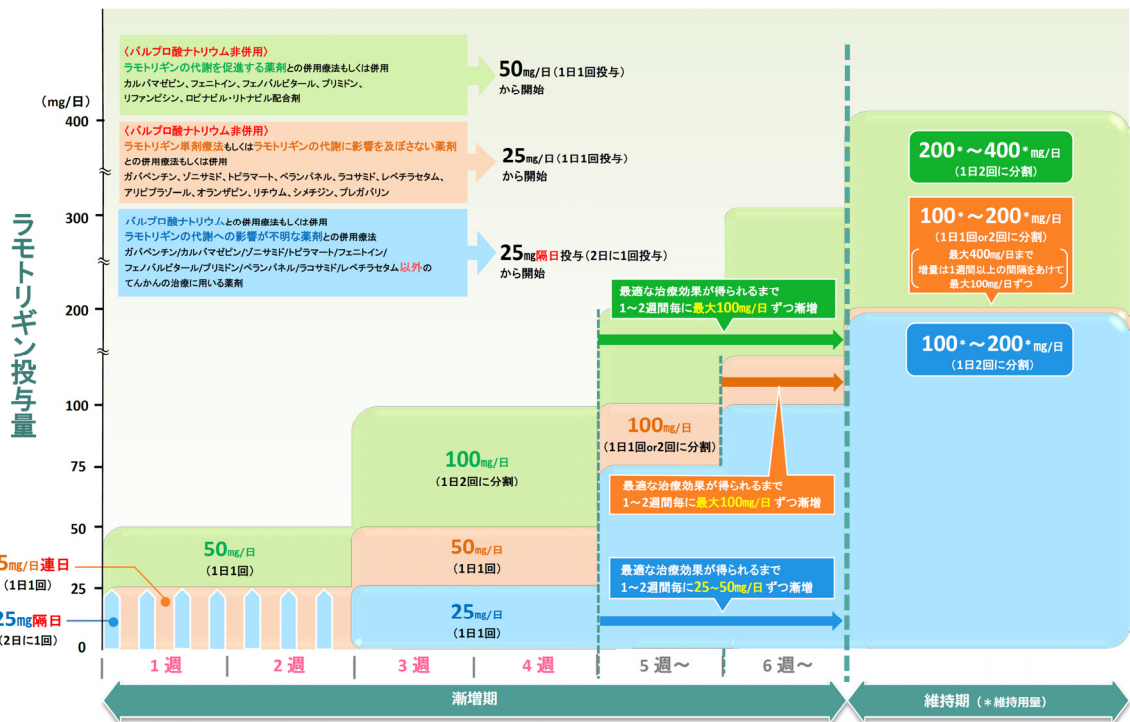 〈バルプロ酸ナトリウム非併用〉
ラモトリギンの代謝を促進する薬剤との併用療法もしくは併用
カルバマゼピン、フェニトイン、フェノバルビタール、プリミドン、
リファンピシン、ロピナビル・リトナビル配合剤
50mg/日(1日1回投与)
から開始
〈バルプロ酸ナトリウム非併用〉
ラモトリギン単剤療法もしくはラモトリギンの代謝に影響を及ぼさない薬剤
との併用療法もしくは併用
ガバペンチン、ゾニサミド、トピラマート、ペランパネル、ラコサミド、レベチラセタム、
アリピプラゾール、オランザピン、リチウム、シメチジン、プレガバリン
25mg/日(1日1回投与)
から開始
バルプロ酸ナトリウムとの併用療法もしくは併用
ラモトリギンの代謝への影響が不明な薬剤との併用療法
ガバペンチン/カルバマゼピン/ゾニサミド/トピラマート/フェニトイン/
フェノバルビタール/プリミドン/ペランパネル/ラコサミド/レベチラセタム以外の
てんかんの治療に用いる薬剤
25mg隔日投与(2日に1回投与)
から開始
ラモトリギン投与量
(mg/日)
400
300
200
100
75
50
25
0
200*～400*mg/日
(1日2回に分割)
100*～200*mg/日
(1日1回or2回に分割)
最大400mg/日まで
増量は1週間以上の間隔をあけて
最大100mg/日ずつ
100*～200*mg/日
(1日2回に分割)
最適な治療効果が得られるまで
1～2週間毎に最大100mg/日 ずつ漸増
100mg/日
(1日2回に分割)
100mg/日
(1日1回or2回に分割)
最適な治療効果が得られるまで
1～2週間毎に最大100mg/日 ずつ漸増
50mg/日
(1日1回)
50mg/日
(1日1回)
最適な治療効果が得られるまで
1～2週間毎に25～50mg/日 ずつ漸増
25mg/日
(1日1回)
5mg/日連日
(1日1回)
25mg隔日
(2日に1回)
1週
2週
3週
4週
5週～
6週～
漸増期
維持期(*維持用量)